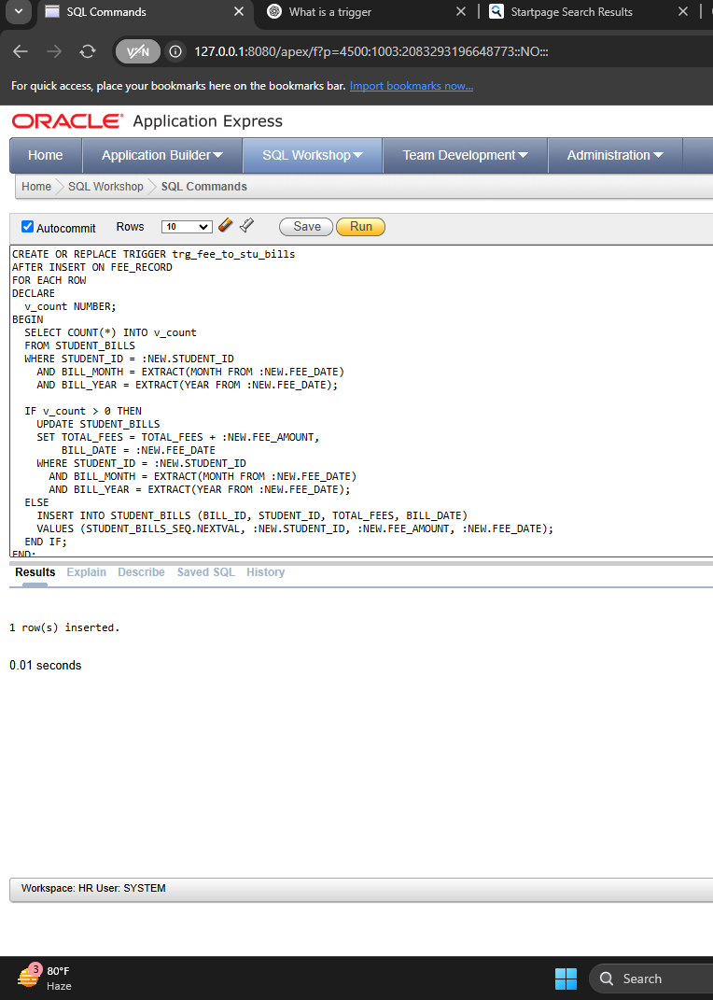 SQL Commands
What is a trigger
Startpage Search Results
VPN
127.0.0.1:8080/apex/f?p=4500:1003:2083293196648773::NO:::
For quick access, place your bookmarks here on the bookmarks bar. Import bookmarks now...
ORACLE Application Express
Home
Application Builder
SQL Workshop
Team Development
Administration
Home
SQL Workshop
SQL Commands
Autocommit
Rows
10
Save
Run
CREATE OR REPLACE TRIGGER trg_fee_to_stu_bills
AFTER INSERT ON FEE_RECORD
FOR EACH ROW
DECLARE
  v_count NUMBER;
BEGIN
  SELECT COUNT(*) INTO v_count
  FROM STUDENT_BILLS
  WHERE STUDENT_ID = :NEW.STUDENT_ID
    AND BILL_MONTH = EXTRACT(MONTH FROM :NEW.FEE_DATE)
    AND BILL_YEAR = EXTRACT(YEAR FROM :NEW.FEE_DATE);
  IF v_count > 0 THEN
    UPDATE STUDENT_BILLS
    SET TOTAL_FEES = TOTAL_FEES + :NEW.FEE_AMOUNT,
        BILL_DATE = :NEW.FEE_DATE
    WHERE STUDENT_ID = :NEW.STUDENT_ID
      AND BILL_MONTH = EXTRACT(MONTH FROM :NEW.FEE_DATE)
      AND BILL_YEAR = EXTRACT(YEAR FROM :NEW.FEE_DATE);
  ELSE
    INSERT INTO STUDENT_BILLS (BILL_ID, STUDENT_ID, TOTAL_FEES, BILL_DATE)
    VALUES (STUDENT_BILLS_SEQ.NEXTVAL, :NEW.STUDENT_ID, :NEW.FEE_AMOUNT, :NEW.FEE_DATE);
  END IF;
END;
Results
Explain
Describe
Saved SQL
History
1 row(s) inserted.
0.01 seconds
Workspace: HR User: SYSTEM
3
80°F
Haze
Search